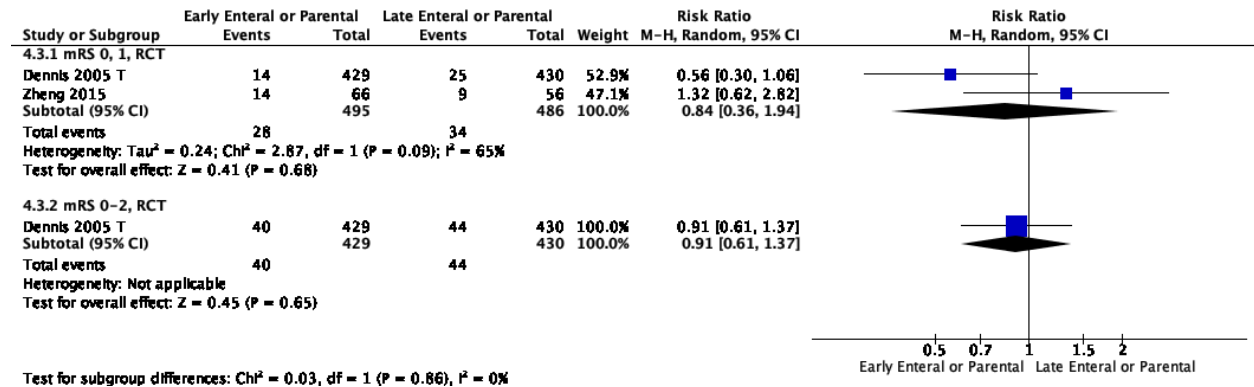 Early Enteral or Parental Late Enteral or Parental Risk Ratio Risk Ratio
Study or Subgroup Events Total Events Total Weight M-H, Random, 95% CI M-H, Random, 95% CI
4.3.1 mRS 0, 1, RCT
Dennis 2005 T 14 429 25 430 52.9% 0.56 [0.30, 1.06]
Zheng 2015 14 66 9 56 47.1% 1.32 [0.62, 2.82]
Subtotal (95% CI) 495 486 100.0% 0.84 [0.36, 1.94]
Total events 28 34
Heterogeneity: Tau² = 0.24; Chi² = 2.87, df = 1 (P = 0.09); I² = 65%
Test for overall effect: Z = 0.41 (P = 0.68)
4.3.2 mRS 0-2, RCT
Dennis 2005 T 40 429 44 430 100.0% 0.91 [0.61, 1.37]
Subtotal (95% CI) 429 430 100.0% 0.91 [0.61, 1.37]
Total events 40 44
Heterogeneity: Not applicable
Test for overall effect: Z = 0.45 (P = 0.65)
0.5 0.7 1 1.5 2
Early Enteral or Parental Late Enteral or Parental
Test for subgroup differences: Chi² = 0.03, df = 1 (P = 0.86), I² = 0%